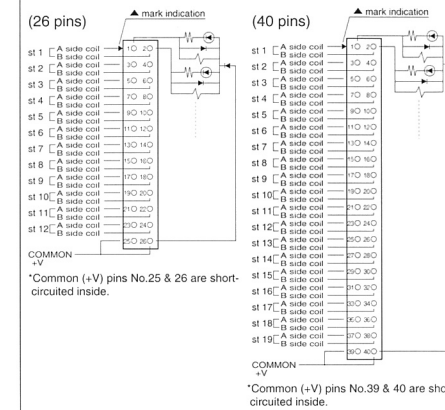 (26 pins)
▲ mark indication
st 1 A side coil 1 2
B side coil
st 2 A side coil 3 4
B side coil
st 3 A side coil 5 6
B side coil
st 4 A side coil 7 8
B side coil
st 5 A side coil 9 10
B side coil
st 6 A side coil 11 12
B side coil
st 7 A side coil 13 14
B side coil
st 8 A side coil 15 16
B side coil
st 9 A side coil 17 18
B side coil
st 10 A side coil 19 20
B side coil
st 11 A side coil 21 22
B side coil
st 12 A side coil 23 24
B side coil
25 26
COMMON
+V
*Common (+V) pins No.25 & 26 are short-
circuited inside.
(40 pins)
▲ mark indication
st 1 A side coil 1 2
B side coil
st 2 A side coil 3 4
B side coil
st 3 A side coil 5 6
B side coil
st 4 A side coil 7 8
B side coil
st 5 A side coil 9 10
B side coil
st 6 A side coil 11 12
B side coil
st 7 A side coil 13 14
B side coil
st 8 A side coil 15 16
B side coil
st 9 A side coil 17 18
B side coil
st 10 A side coil 19 20
B side coil
st 11 A side coil 21 22
B side coil
st 12 A side coil 23 24
B side coil
st 13 A side coil 25 26
B side coil
st 14 A side coil 27 28
B side coil
st 15 A side coil 29 30
B side coil
st 16 A side coil 31 32
B side coil
st 17 A side coil 33 34
B side coil
st 18 A side coil 35 36
B side coil
st 19 A side coil 37 38
B side coil
39 40
COMMON
+V
*Common (+V) pins No.39 & 40 are sho
circuited inside.